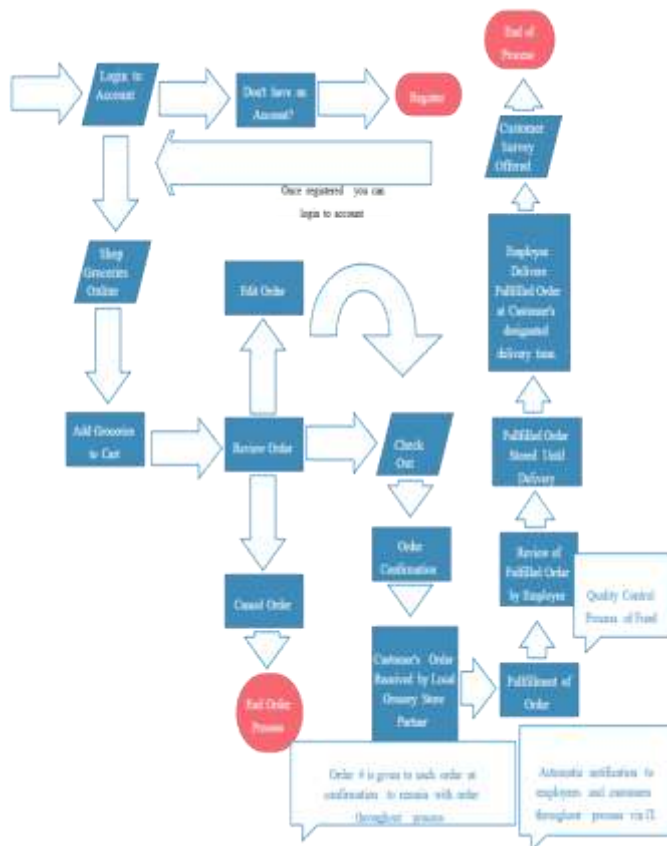 Login to
Account
Don't have an
Account?
Register
End of
Process
Customer
Survey
Offered
Once registered you can
login to account
Shop
Groceries
Online
Edit Order
Employee
Delivers
Fulfilled Order
at Customer's
designated
delivery time
Add Groceries
to Cart
Review Order
Check
Out
Fulfilled Order
Stored Until
Delivery
Order
Confirmation
Review of
Fulfilled Order
by Employee
Quality Control
Process of Food
Cancel Order
Customer's Order
Received by Local
Grocery Store
Partner
Fulfillment of
Order
End Order
Process
Order # is given to each order at
confirmation to remain with order
throughout process
Automatic notification to
employees and customers
throughout process via